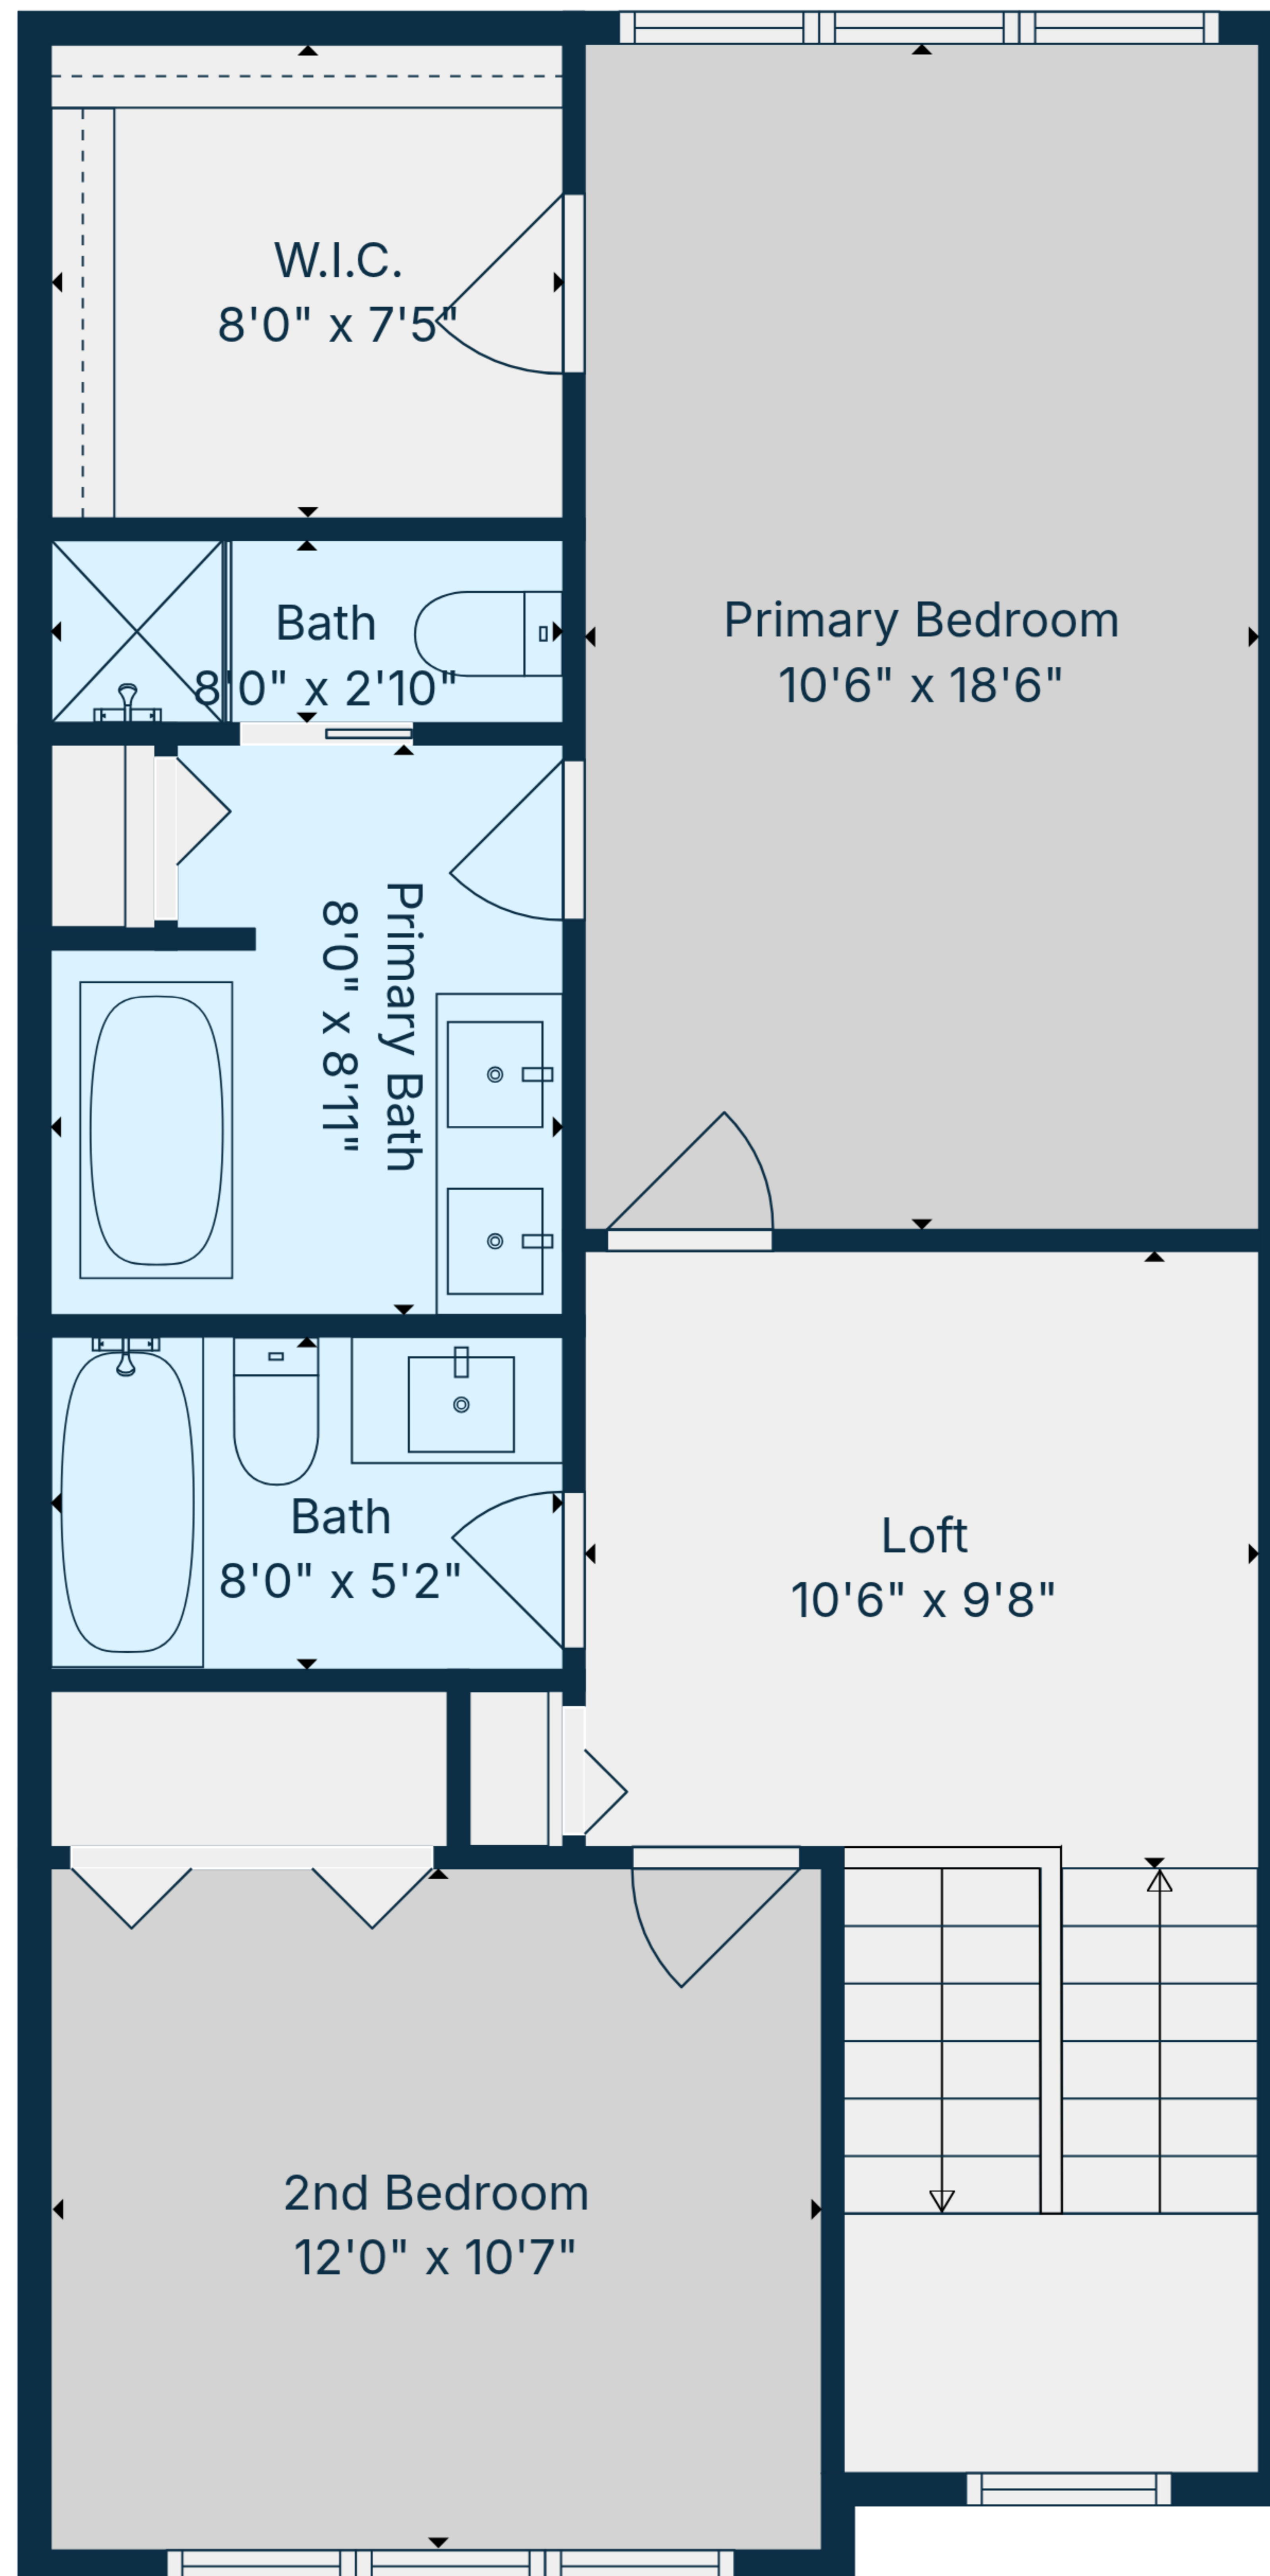 W.I.C.
8'0" x 7'5"
Bath
8'0" x 2'10"
Primary Bedroom
10'6" x 18'6"
Primary Bath
8'0" x 8'11"
Bath
8'0" x 5'2"
Loft
10'6" x 9'8"
2nd Bedroom
12'0" x 10'7"